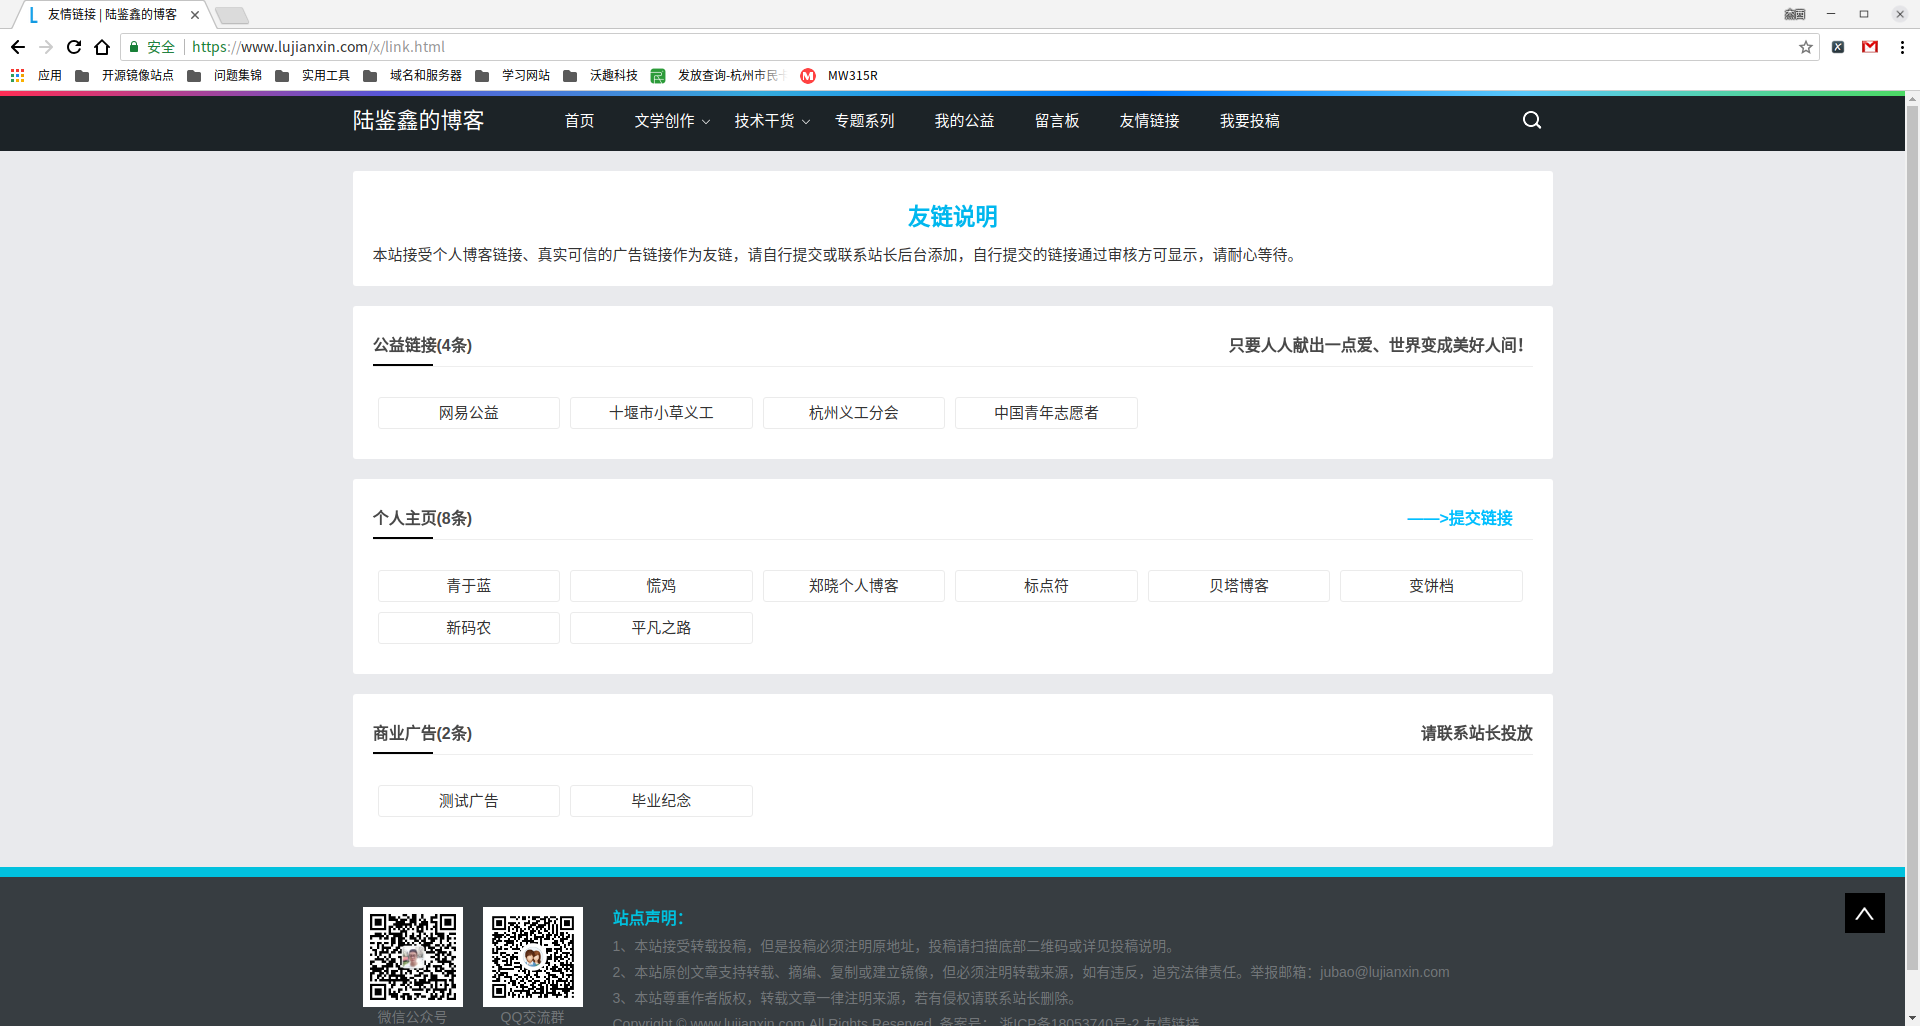 友情链接 | 陆鉴鑫的博客
安全 https://www.lujianxin.com/x/link.html
应用 开源镜像站点 问题集锦 实用工具 域名和服务器 学习网站 沃趣科技 发放查询-杭州市民卡 MW315R
陆鉴鑫的博客 首页 文学创作 技术干货 专题系列 我的公益 留言板 友情链接 我要投稿
友链说明
本站接受个人博客链接、真实可信的广告链接作为友链，请自行提交或联系站长后台添加，自行提交的链接通过审核方可显示，请耐心等待。
公益链接(4条) 只要人人献出一点爱、世界变成美好人间！
网易公益 十堰市小草义工 杭州义工分会 中国青年志愿者
个人主页(8条) ——>提交链接
青于蓝 慌鸡 郑晓个人博客 标点符 贝塔博客 变饼档
新码农 平凡之路
商业广告(2条) 请联系站长投放
测试广告 毕业纪念
站点声明：
1、本站接受转载投稿，但是投稿必须注明原地址，投稿请扫描底部二维码或详见投稿说明。
2、本站原创文章支持转载、摘编、复制或建立镜像，但必须注明转载来源，如有违反，追究法律责任。举报邮箱：jubao@lujianxin.com
3、本站尊重作者版权，转载文章一律注明来源，若有侵权请联系站长删除。
微信公众号 QQ交流群
Copyright © www.lujianxin.com All Rights Reserved. 备案号： 浙ICP备18053740号-2 友情链接